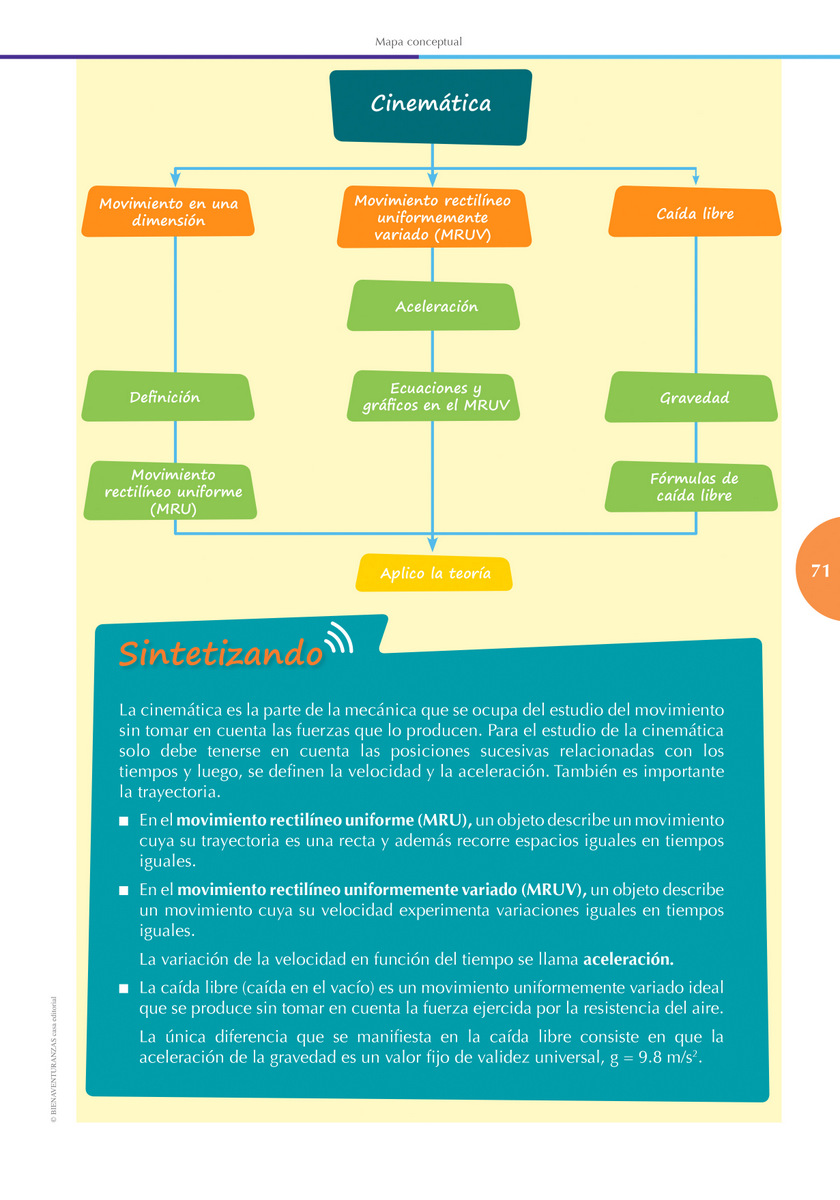 Mapa conceptual
Cinemática
Movimiento en una
dimensión
Movimiento rectilíneo
uniformemente
variado (MRUV)
Caída libre
Aceleración
Definición
Ecuaciones y
gráficos en el MRUV
Gravedad
Movimiento
rectilíneo uniforme
(MRU)
Fórmulas de
caída libre
Aplico la teoría
71
Sintetizando
La cinemática es la parte de la mecánica que se ocupa del estudio del movimiento
sin tomar en cuenta las fuerzas que lo producen. Para el estudio de la cinemática
solo debe tenerse en cuenta las posiciones sucesivas relacionadas con los
tiempos y luego, se definen la velocidad y la aceleración. También es importante
la trayectoria.
■ En el movimiento rectilíneo uniforme (MRU), un objeto describe un movimiento
cuya su trayectoria es una recta y además recorre espacios iguales en tiempos
iguales.
■ En el movimiento rectilíneo uniformemente variado (MRUV), un objeto describe
un movimiento cuya su velocidad experimenta variaciones iguales en tiempos
iguales.
La variación de la velocidad en función del tiempo se llama aceleración.
■ La caída libre (caída en el vacío) es un movimiento uniformemente variado ideal
que se produce sin tomar en cuenta la fuerza ejercida por la resistencia del aire.
La única diferencia que se manifiesta en la caída libre consiste en que la
aceleración de la gravedad es un valor fijo de validez universal, g = 9.8 m/s².
© BIENAVENTURANZAS casa editorial